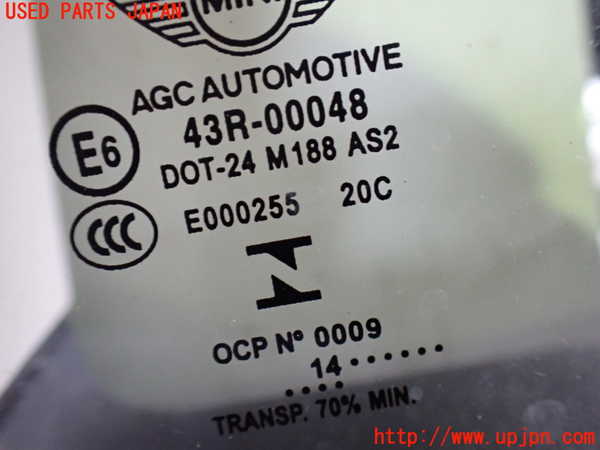 USED PARTS JAPAN
MINI
AGC AUTOMOTIVE
E6
43R-00048
DOT-24 M188 AS2
CCC
E000255 20C
OCP N° 0009
14......
....
TRANSP. 70% MIN.
http://www.upjpn.com/